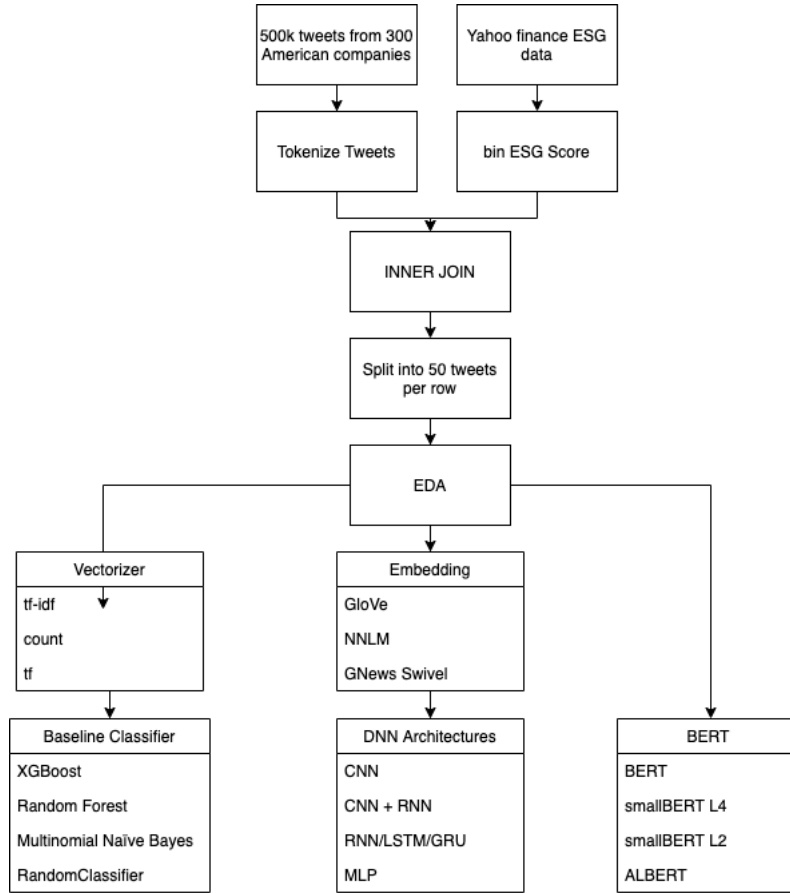 500k tweets from 300
American companies
Yahoo finance ESG
data
Tokenize Tweets
bin ESG Score
INNER JOIN
Split into 50 tweets
per row
EDA
Vectorizer
tf-idf
count
tf
Embedding
GloVe
NNLM
GNews Swivel
Baseline Classifier
XGBoost
Random Forest
Multinomial Naïve Bayes
RandomClassifier
DNN Architectures
CNN
CNN + RNN
RNN/LSTM/GRU
MLP
BERT
BERT
smallBERT L4
smallBERT L2
ALBERT